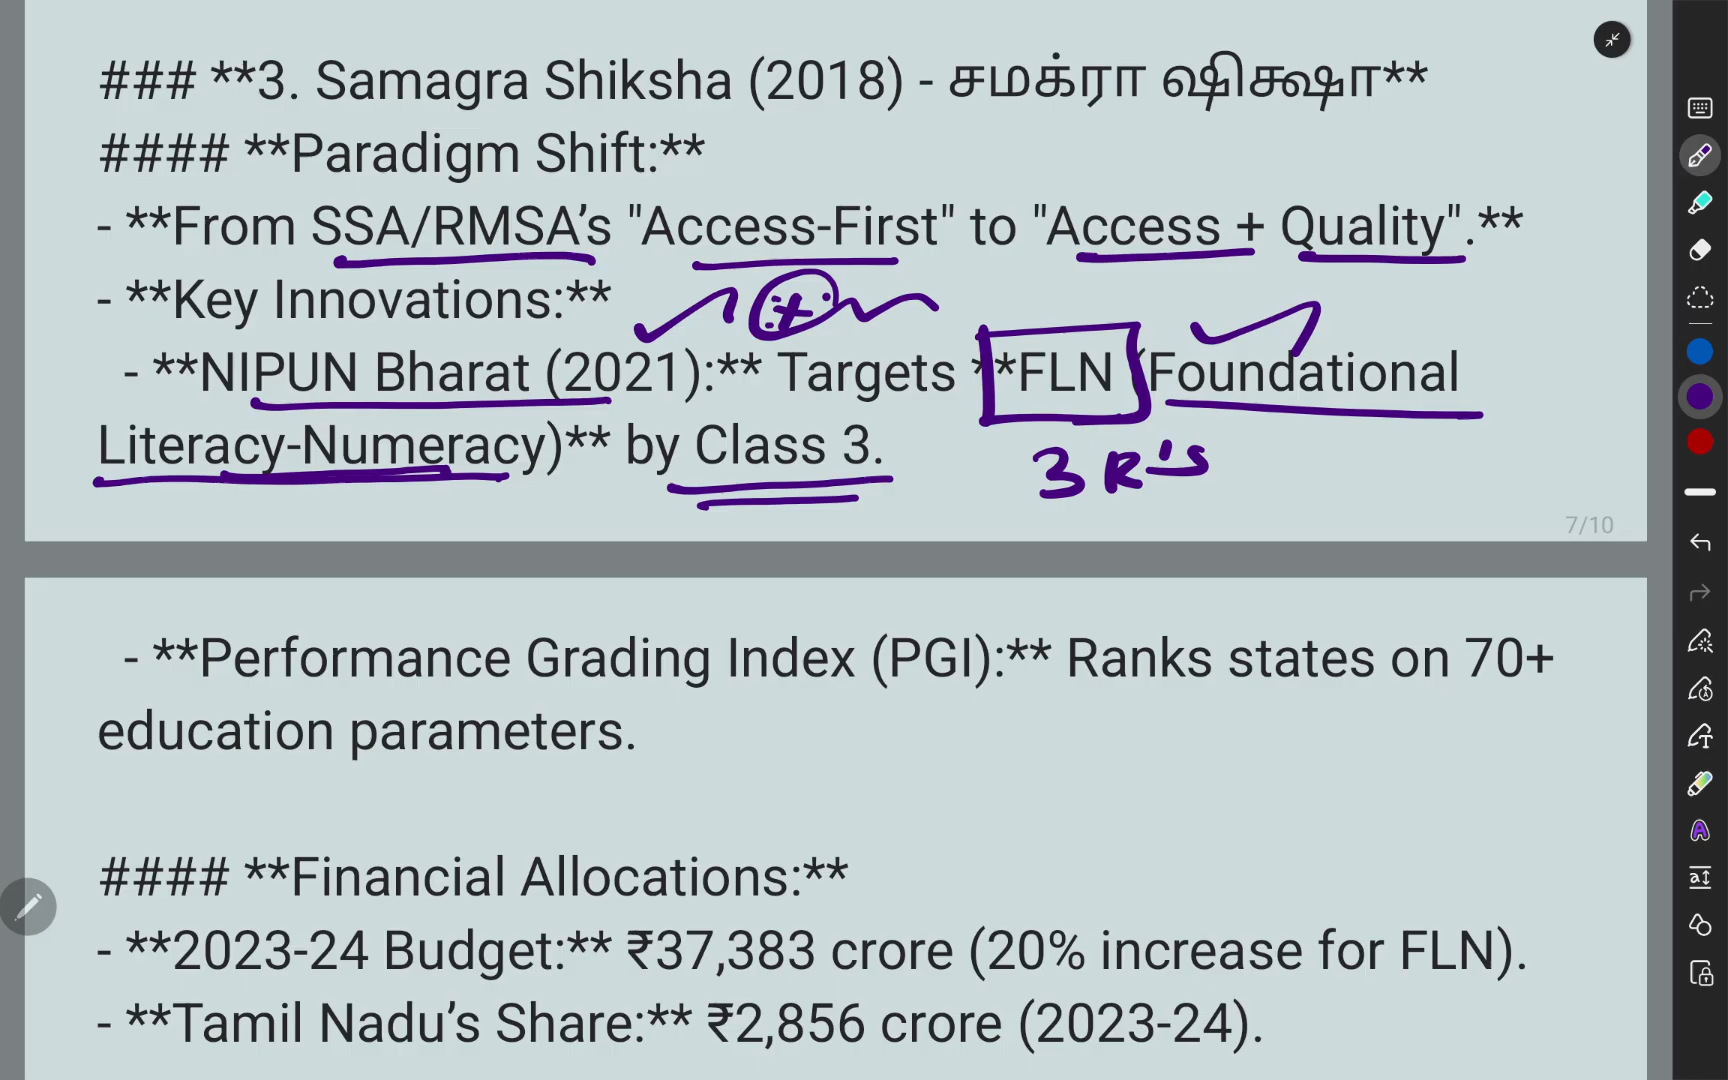 ### **3. Samagra Shiksha (2018) - சமக்ரா ஷிக்ஷா**
#### **Paradigm Shift:**
- **From SSA/RMSA’s "Access-First" to "Access + Quality".**
- **Key Innovations:**
- **NIPUN Bharat (2021):** Targets **FLN (Foundational
Literacy-Numeracy)** by Class 3.
3 R's
7/10
- **Performance Grading Index (PGI):** Ranks states on 70+
education parameters.
#### **Financial Allocations:**
- **2023-24 Budget:** ₹37,383 crore (20% increase for FLN).
- **Tamil Nadu’s Share:** ₹2,856 crore (2023-24).